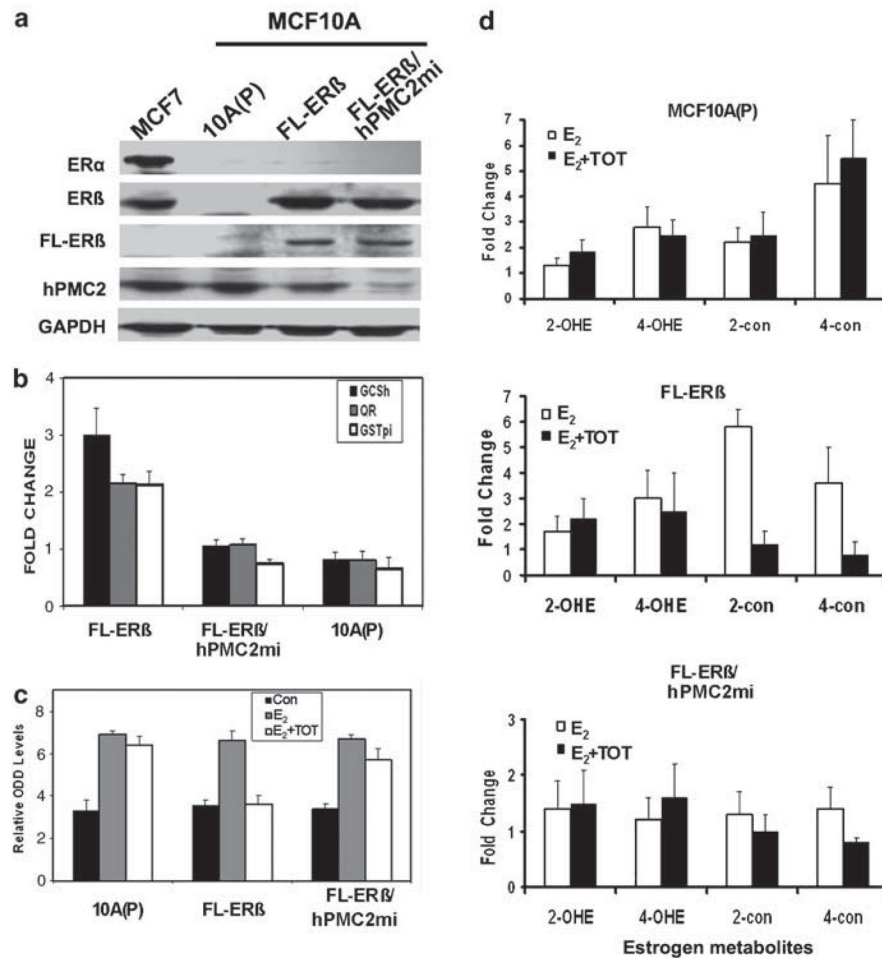 a
MCF10A
MCF7
10A(P)
FL-ERß
FL-ERß/
hPMC2mi
ERα
ERß
FL-ERß
hPMC2
GAPDH
b
FOLD CHANGE
4
3
2
1
0
GCSh
QR
GSTpi
FL-ERß
FL-ERß/
hPMC2mi
10A(P)
c
Relative ODD Levels
8
6
4
2
0
Con
E2
E2+TOT
10A(P)
FL-ERß
FL-ERß/
hPMC2mi
d
MCF10A(P)
Fold Change
7
6
5
4
3
2
1
0
E2
E2+TOT
2-OHE
4-OHE
2-con
4-con
FL-ERß
Fold Change
7
6
5
4
3
2
1
0
E2
E2+TOT
2-OHE
4-OHE
2-con
4-con
FL-ERß/
hPMC2mi
Fold Change
3
2
1
0
E2
E2+TOT
2-OHE
4-OHE
2-con
4-con
Estrogen metabolites